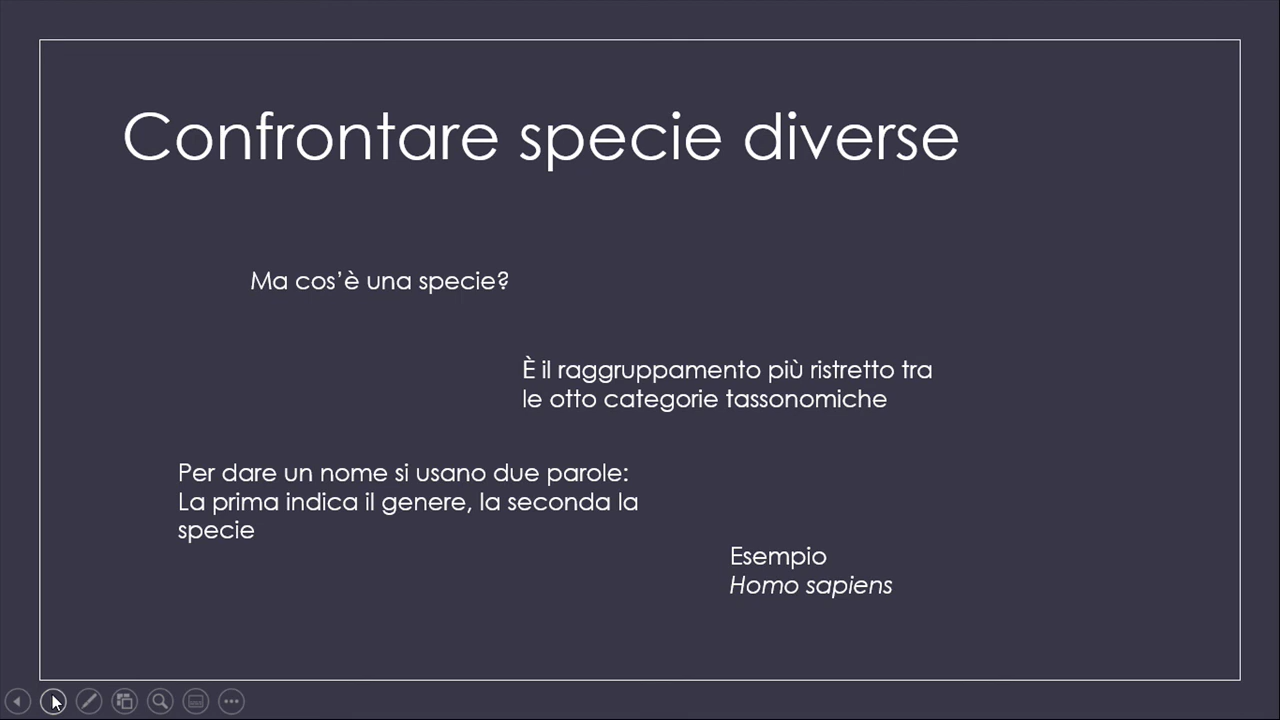 Confrontare specie diverse
Ma cos’è una specie?
È il raggruppamento più ristretto tra
le otto categorie tassonomiche
Per dare un nome si usano due parole:
La prima indica il genere, la seconda la
specie
Esempio
Homo sapiens